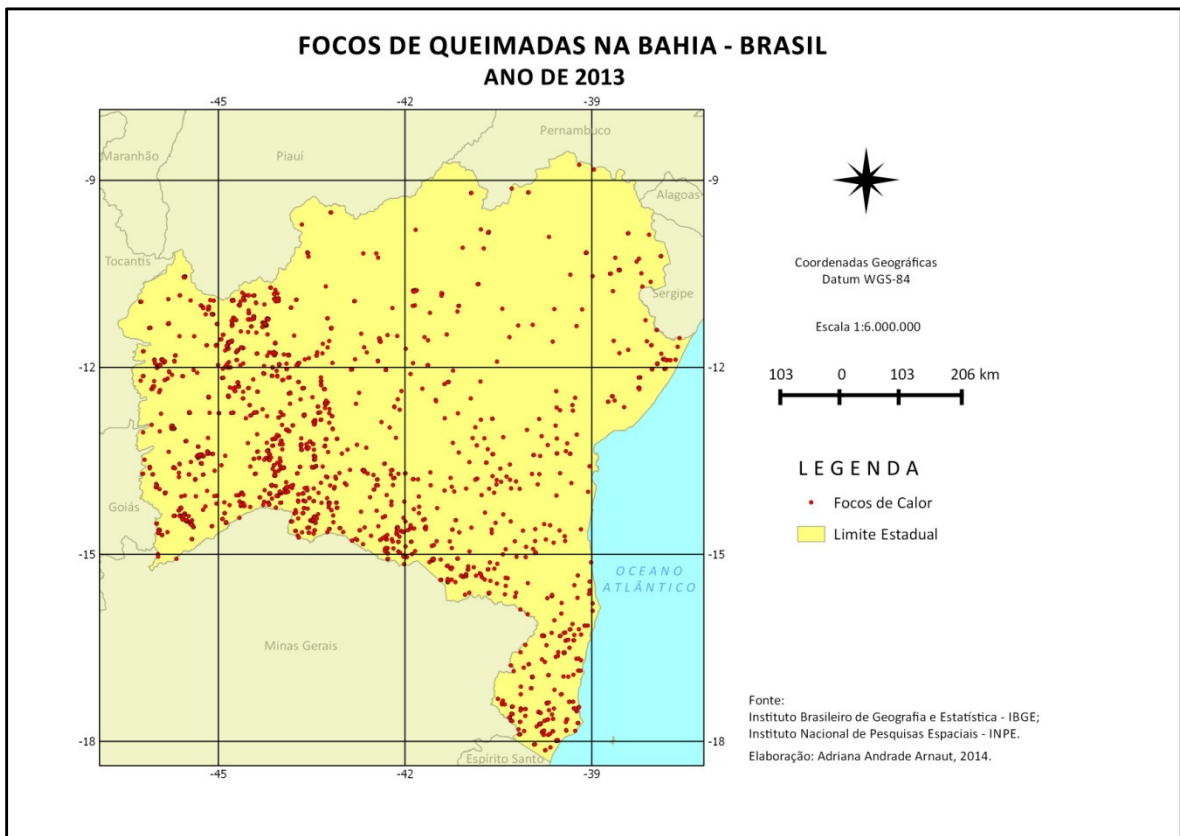 FOCOS DE QUEIMADAS NA BAHIA - BRASIL
ANO DE 2013
-45
-42
-39
Pernambuco
Maranhão
Piauí
-9
-9
Alagoas
Tocantis
Coordenadas Geográficas
Datum WGS-84
Sergipe
Escala 1:6.000.000
-12
-12
103
0
103
206 km
LEGENDA
Focos de Calor
Goiás
Limite Estadual
-15
-15
OCEANO
ATLÂNTICO
Minas Gerais
Fonte:
Instituto Brasileiro de Geografia e Estatística - IBGE;
Instituto Nacional de Pesquisas Espaciais - INPE.
-18
-18
Elaboração: Adriana Andrade Arnaut, 2014.
Espírito Santo
-45
-42
-39